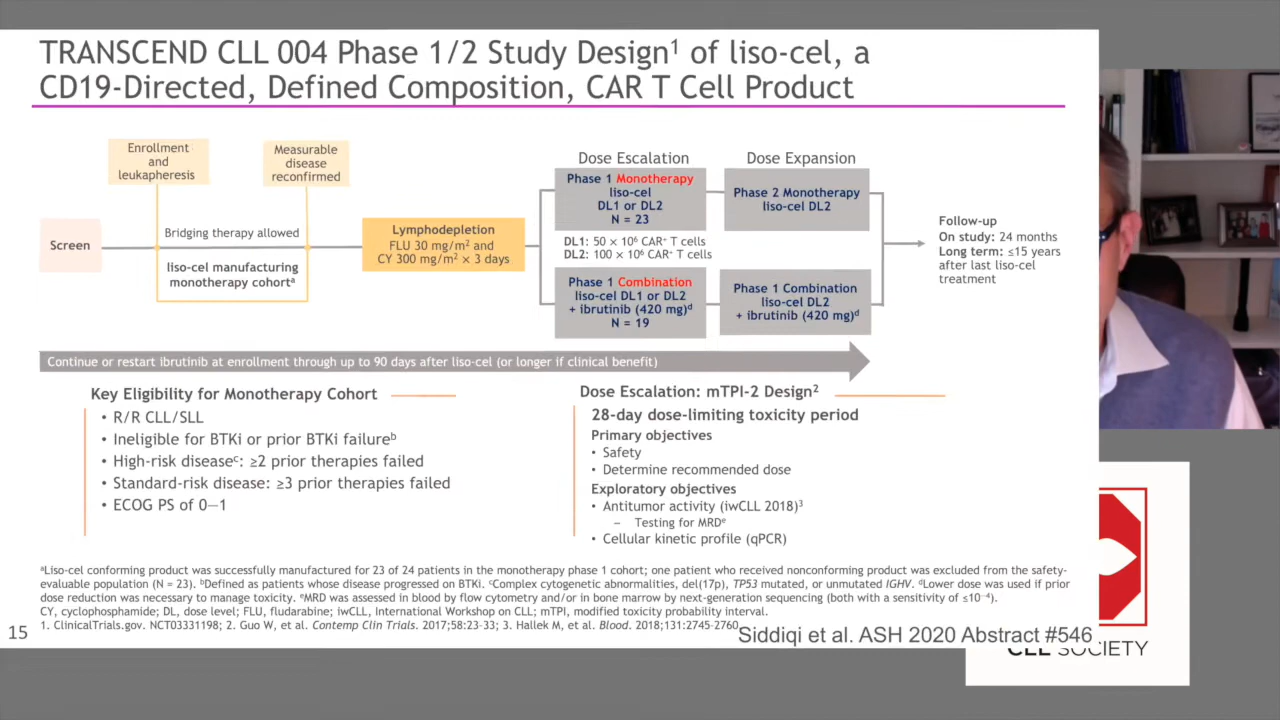 TRANSCEND CLL 004 Phase 1/2 Study Design¹ of liso-cel, a
CD19-Directed, Defined Composition, CAR T Cell Product
Enrollment
and
leukapheresis
Measurable
disease
reconfirmed
Screen
Bridging therapy allowed
liso-cel manufacturing
monotherapy cohortᵃ
Lymphodepletion
FLU 30 mg/m² and
CY 300 mg/m² × 3 days
Dose Escalation
Phase 1 Monotherapy
liso-cel
DL1 or DL2
N = 23
DL1: 50 × 10⁶ CAR⁺ T cells
DL2: 100 × 10⁶ CAR⁺ T cells
Phase 1 Combination
liso-cel DL1 or DL2
+ ibrutinib (420 mg)ᵈ
N = 19
Dose Expansion
Phase 2 Monotherapy
liso-cel DL2
Phase 1 Combination
liso-cel DL2
+ ibrutinib (420 mg)ᵈ
Follow-up
On study: 24 months
Long term: ≤15 years
after last liso-cel
treatment
Continue or restart ibrutinib at enrollment through up to 90 days after liso-cel (or longer if clinical benefit)
Key Eligibility for Monotherapy Cohort
• R/R CLL/SLL
• Ineligible for BTKi or prior BTKi failureᵇ
• High-risk diseaseᶜ: ≥2 prior therapies failed
• Standard-risk disease: ≥3 prior therapies failed
• ECOG PS of 0—1
Dose Escalation: mTPI-2 Design²
28-day dose-limiting toxicity period
Primary objectives
• Safety
• Determine recommended dose
Exploratory objectives
• Antitumor activity (iwCLL 2018)³
– Testing for MRDᵉ
• Cellular kinetic profile (qPCR)
ᵃLiso-cel conforming product was successfully manufactured for 23 of 24 patients in the monotherapy phase 1 cohort; one patient who received nonconforming product was excluded from the safety-
evaluable population (N = 23). ᵇDefined as patients whose disease progressed on BTKi. ᶜComplex cytogenetic abnormalities, del(17p), TP53 mutated, or unmutated IGHV. ᵈLower dose was used if prior
dose reduction was necessary to manage toxicity. ᵉMRD was assessed in blood by flow cytometry and/or in bone marrow by next-generation sequencing (both with a sensitivity of ≤10⁻⁴).
CY, cyclophosphamide; DL, dose level; FLU, fludarabine; iwCLL, International Workshop on CLL; mTPI, modified toxicity probability interval.
1. ClinicalTrials.gov. NCT03331198; 2. Guo W, et al. Contemp Clin Trials. 2017;58:23–33; 3. Hallek M, et al. Blood. 2018;131:2745-2760.
15
Siddiqi et al. ASH 2020 Abstract #546
CLL SOCIETY